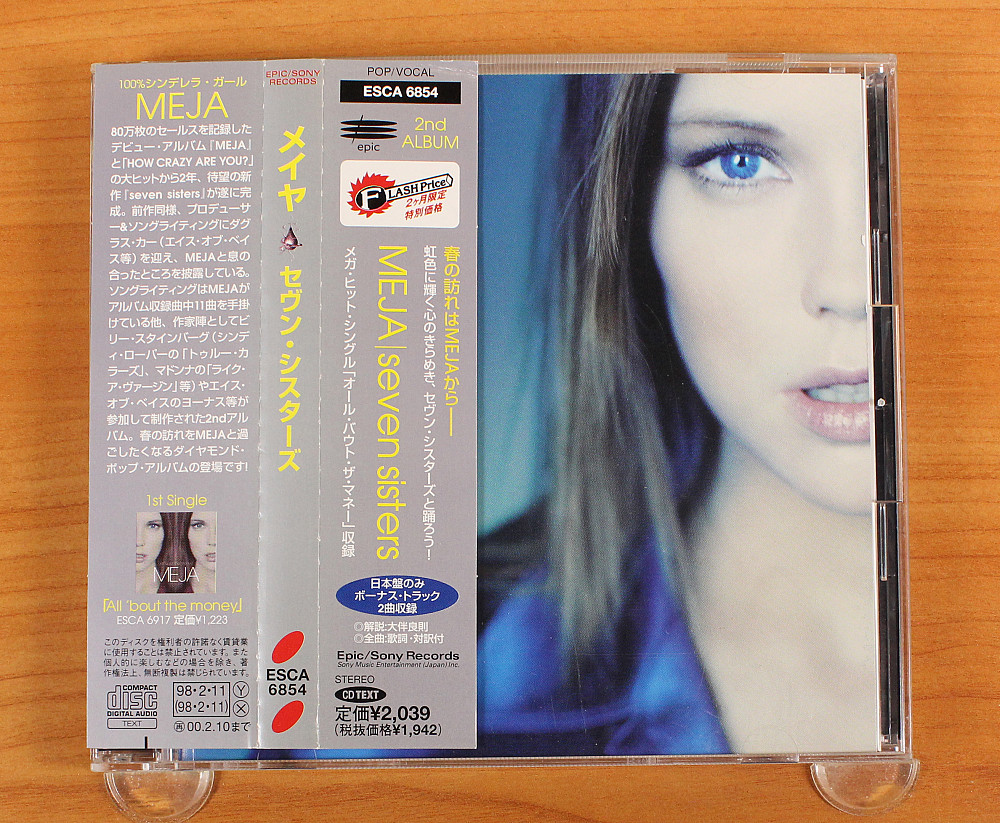 100%シンデレラ・ガール
MEJA
80万枚のセールスを記録した
デビュー・アルバム『MEJA』
と「HOW CRAZY ARE YOU?」
の大ヒットから2年、待望の新
作『seven sisters』が遂に完
成。前作同様、プロデューサ
ー&ソングライティングにダグ
ラス・カー（エイス・オブ・ベイ
ス等）を迎え、MEJAと息の
合ったところを披露している。
ソングライティングはMEJAが
アルバム収録曲中11曲を手掛
けている他、作家陣としてビ
リー・スタインバーグ（シンデ
ィ・ローパーの「トゥルー・カ
ラーズ」、マドンナの「ライク・
ア・ヴァージン」等）やエイス・
オブ・ベイスのヨーナス等が
参加して制作された2ndアル
バム。春の訪れをMEJAと過
ごしたくなるダイヤモンド・
ポップ・アルバムの登場です!
1st Single
MEJA
『All 'bout the money』
ESCA 6917 定価¥1,223
このディスクを権利者の許諾なく賃貸業
に使用することは禁止されています。また
個人的に楽しむなどの場合を除き、著
作権法上、無断複製は禁じられています。
COMPACT
disc
DIGITAL AUDIO
TEXT
98・2・11 Y
(98・2・11) X
再 00.2.10まで
EPIC/SONY
RECORDS
メイヤ
セヴン・シスターズ
ESCA
6854
POP/VOCAL
ESCA 6854
epic
2nd
ALBUM
FLASH Price
2ヶ月限定
特別価格
春の訪れはMEJAから──
虹色に輝く心のきらめき、セヴン・シスターズと踊ろう!
MEJA|seven sisters
メガ・ヒット・シングル「オール・バウト・ザ・マネー」収録
日本盤のみ
ボーナス・トラック
2曲収録
◎解説:大伴良則
◎全曲:歌詞・対訳付
Epic/Sony Records
Sony Music Entertainment (Japan) Inc.
STEREO
CD TEXT
定価¥2,039
(税抜価格¥1,942)